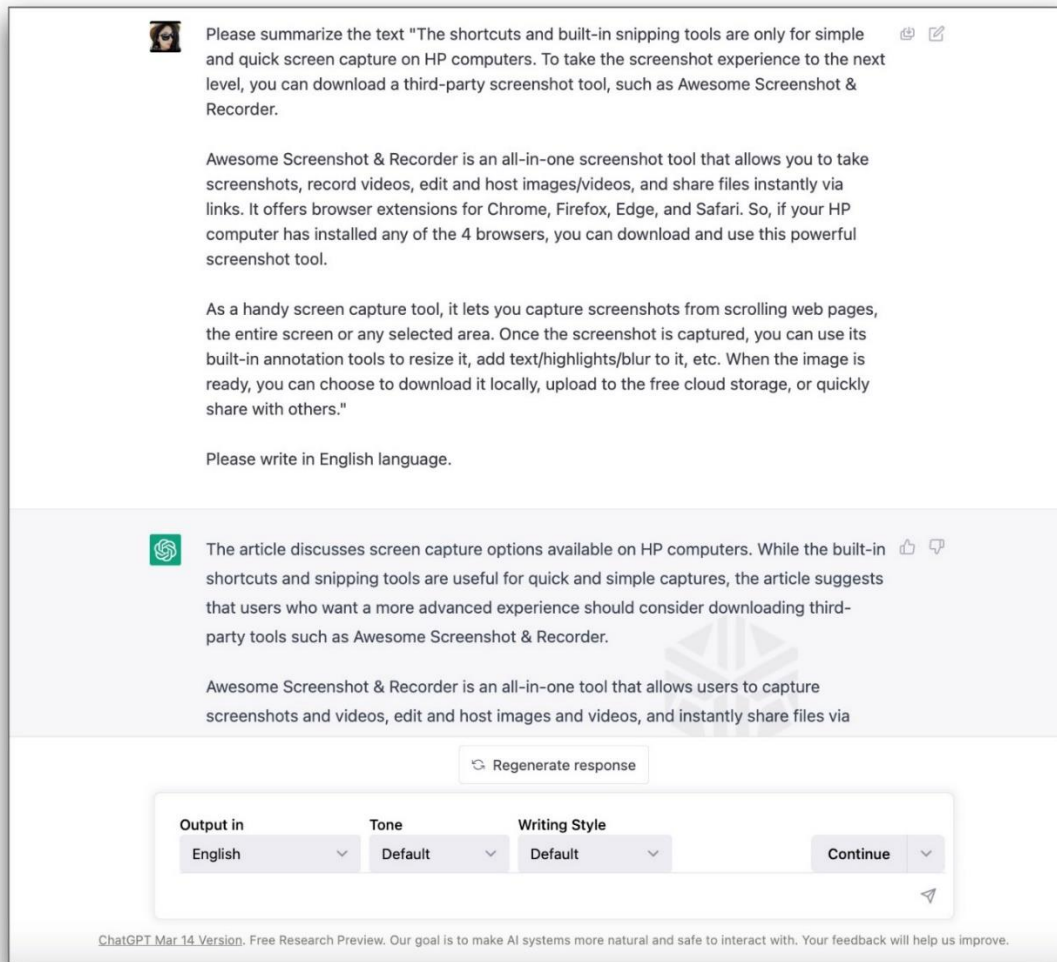 Please summarize the text "The shortcuts and built-in snipping tools are only for simple
and quick screen capture on HP computers. To take the screenshot experience to the next
level, you can download a third-party screenshot tool, such as Awesome Screenshot &
Recorder.
Awesome Screenshot & Recorder is an all-in-one screenshot tool that allows you to take
screenshots, record videos, edit and host images/videos, and share files instantly via
links. It offers browser extensions for Chrome, Firefox, Edge, and Safari. So, if your HP
computer has installed any of the 4 browsers, you can download and use this powerful
screenshot tool.
As a handy screen capture tool, it lets you capture screenshots from scrolling web pages,
the entire screen or any selected area. Once the screenshot is captured, you can use its
built-in annotation tools to resize it, add text/highlights/blur to it, etc. When the image is
ready, you can choose to download it locally, upload to the free cloud storage, or quickly
share with others."
Please write in English language.
The article discusses screen capture options available on HP computers. While the built-in
shortcuts and snipping tools are useful for quick and simple captures, the article suggests
that users who want a more advanced experience should consider downloading third-
party tools such as Awesome Screenshot & Recorder.
Awesome Screenshot & Recorder is an all-in-one tool that allows users to capture
screenshots and videos, edit and host images and videos, and instantly share files via
Regenerate response
Output in Tone Writing Style
English Default Default Continue
ChatGPT Mar 14 Version. Free Research Preview. Our goal is to make AI systems more natural and safe to interact with. Your feedback will help us improve.